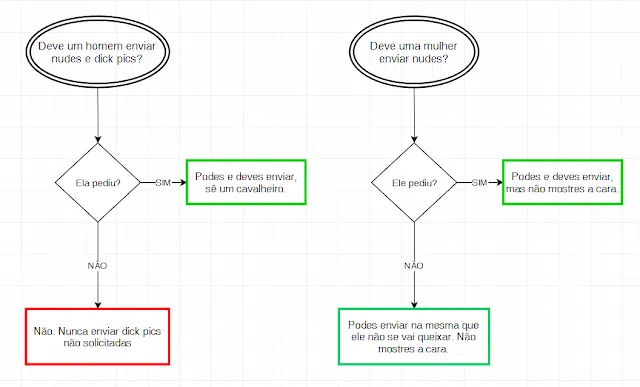 Deve um homem enviar
nudes e dick pics?
Ela pediu?
SIM
Podes e deves enviar,
sê um cavalheiro.
NÃO
Não. Nunca enviar dick pics
não solicitadas
Deve uma mulher
enviar nudes?
Ele pediu?
SIM
Podes e deves enviar,
mas não mostres a cara.
NÃO
Podes enviar na mesma que
ele não se vai queixar. Não
mostres a cara.